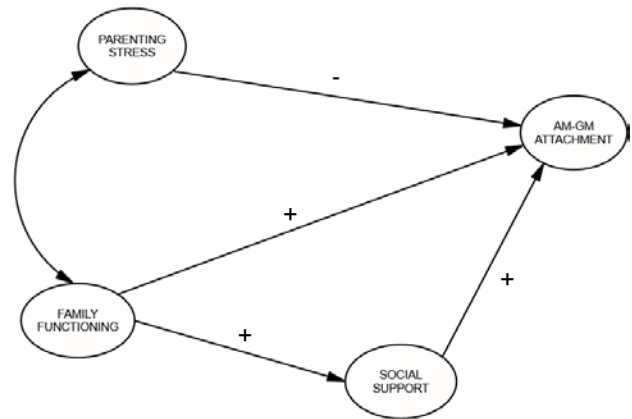 PARENTING
STRESS
-
AM-GM
ATTACHMENT
+
+
FAMILY
FUNCTIONING
+
SOCIAL
SUPPORT